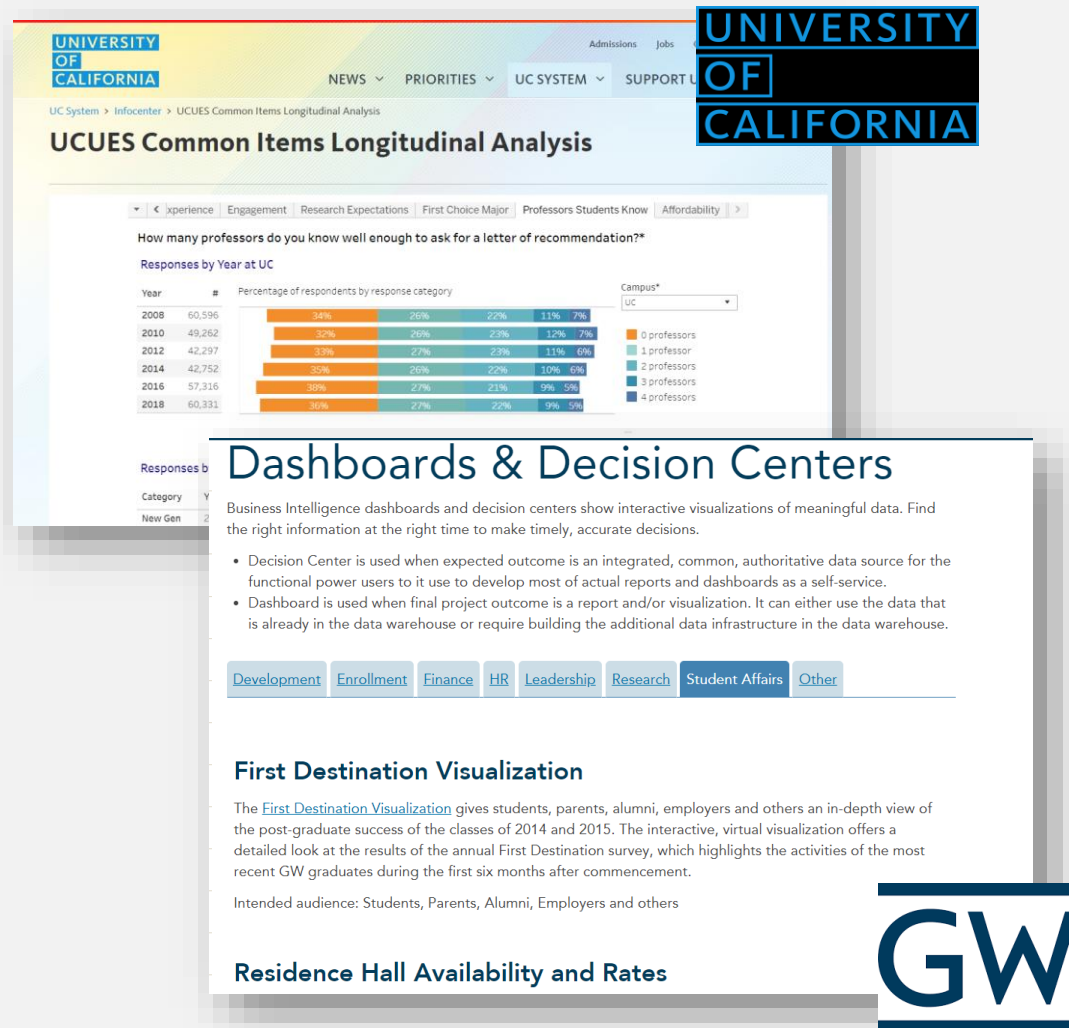 UNIVERSITY
OF
CALIFORNIA
Admissions Jobs
NEWS PRIORITIES UC SYSTEM SUPPORT U
UNIVERSITY
OF
CALIFORNIA
UC System > Infocenter > UCUES Common Items Longitudinal Analysis
UCUES Common Items Longitudinal Analysis
xperience Engagement Research Expectations First Choice Major Professors Students Know Affordability
How many professors do you know well enough to ask for a letter of recommendation?*
Responses by Year at UC
Year # Percentage of respondents by response category Campus*
UC
2008 60,596 34% 26% 22% 11% 7%
2010 49,262 32% 26% 23% 12% 7% 0 professors
2012 42,297 33% 27% 23% 11% 6% 1 professor
2014 42,752 35% 26% 22% 10% 6% 2 professors
2016 57,316 38% 27% 21% 9% 5% 3 professors
2018 60,331 36% 27% 22% 9% 5% 4 professors
Responses b
Category Y
New Gen 2
Dashboards & Decision Centers
Business Intelligence dashboards and decision centers show interactive visualizations of meaningful data. Find
the right information at the right time to make timely, accurate decisions.
• Decision Center is used when expected outcome is an integrated, common, authoritative data source for the
functional power users to it use to develop most of actual reports and dashboards as a self-service.
• Dashboard is used when final project outcome is a report and/or visualization. It can either use the data that
is already in the data warehouse or require building the additional data infrastructure in the data warehouse.
Development Enrollment Finance HR Leadership Research Student Affairs Other
First Destination Visualization
The First Destination Visualization gives students, parents, alumni, employers and others an in-depth view of
the post-graduate success of the classes of 2014 and 2015. The interactive, virtual visualization offers a
detailed look at the results of the annual First Destination survey, which highlights the activities of the most
recent GW graduates during the first six months after commencement.
Intended audience: Students, Parents, Alumni, Employers and others
Residence Hall Availability and Rates
GW